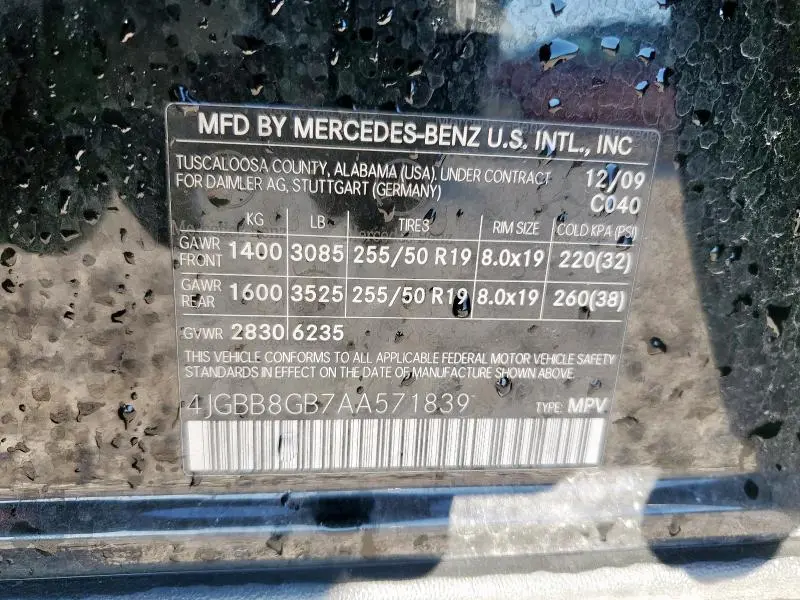 MFD BY MERCEDES-BENZ U.S. INTL., INC
TUSCALOOSA COUNTY, ALABAMA (USA). UNDER CONTRACT 12/09
FOR DAIMLER AG, STUTTGART (GERMANY) C040
KG LB TIRES RIM SIZE COLD KPA (PSI)
GAWR FRONT 1400 3085 255/50 R19 8.0x19 220(32)
GAWR REAR 1600 3525 255/50 R19 8.0x19 260(38)
GVWR 2830 6235
THIS VEHICLE CONFORMS TO ALL APPLICABLE FEDERAL MOTOR VEHICLE SAFETY
STANDARDS IN EFFECT ON THE DATE OF MANUFACTURE SHOWN ABOVE.
4JGBB8GB7AA571839 TYPE: MPV